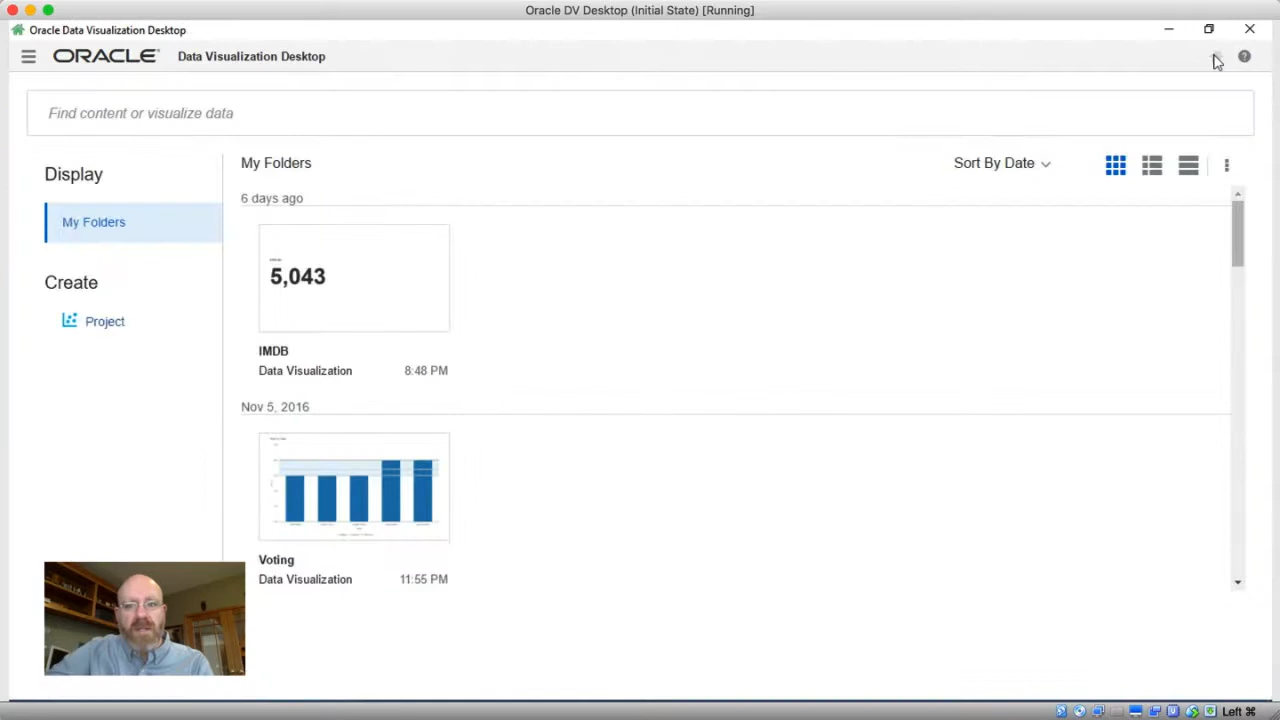 Oracle DV Desktop (Initial State) [Running]
Oracle Data Visualization Desktop
ORACLE® Data Visualization Desktop
Find content or visualize data
Display
My Folders
Sort By Date
6 days ago
My Folders
Create
Project
5,043
IMDB
Data Visualization 8:48 PM
Nov 5, 2016
Voting
Data Visualization 11:55 PM
Left ⌘